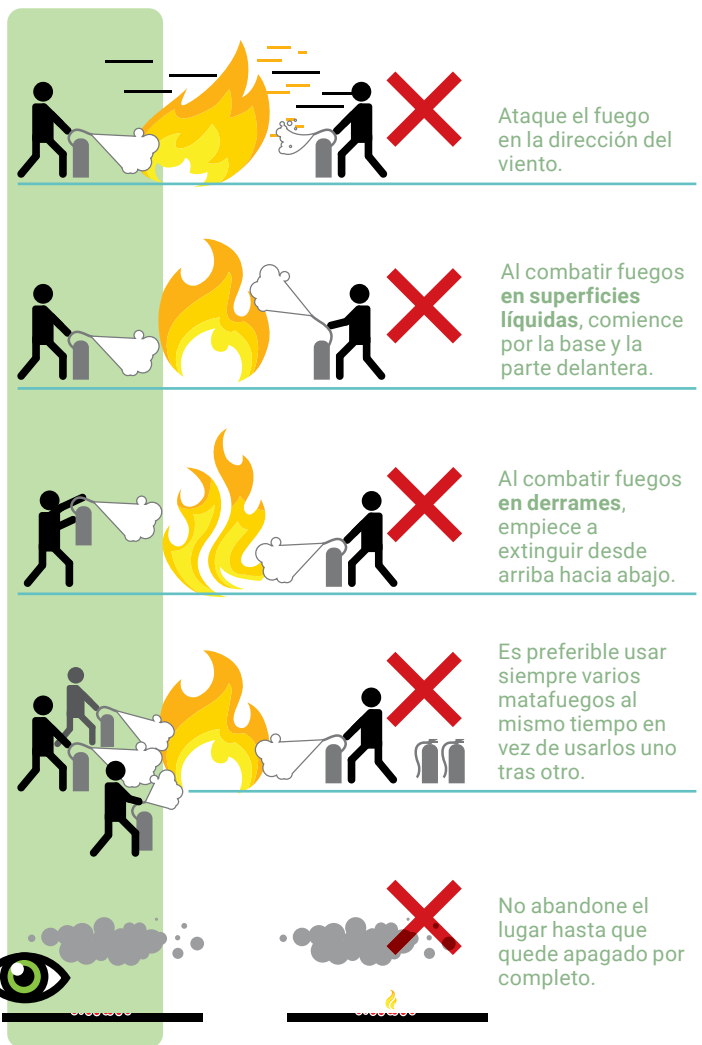 Ataque el fuego
en la dirección del
viento.
Al combatir fuegos
en superficies
líquidas, comience
por la base y la
parte delantera.
Al combatir fuegos
en derrames,
empiece a
extinguir desde
arriba hacia abajo.
Es preferible usar
siempre varios
matafuegos al
mismo tiempo en
vez de usarlos uno
tras otro.
No abandone el
lugar hasta que
quede apagado por
completo.